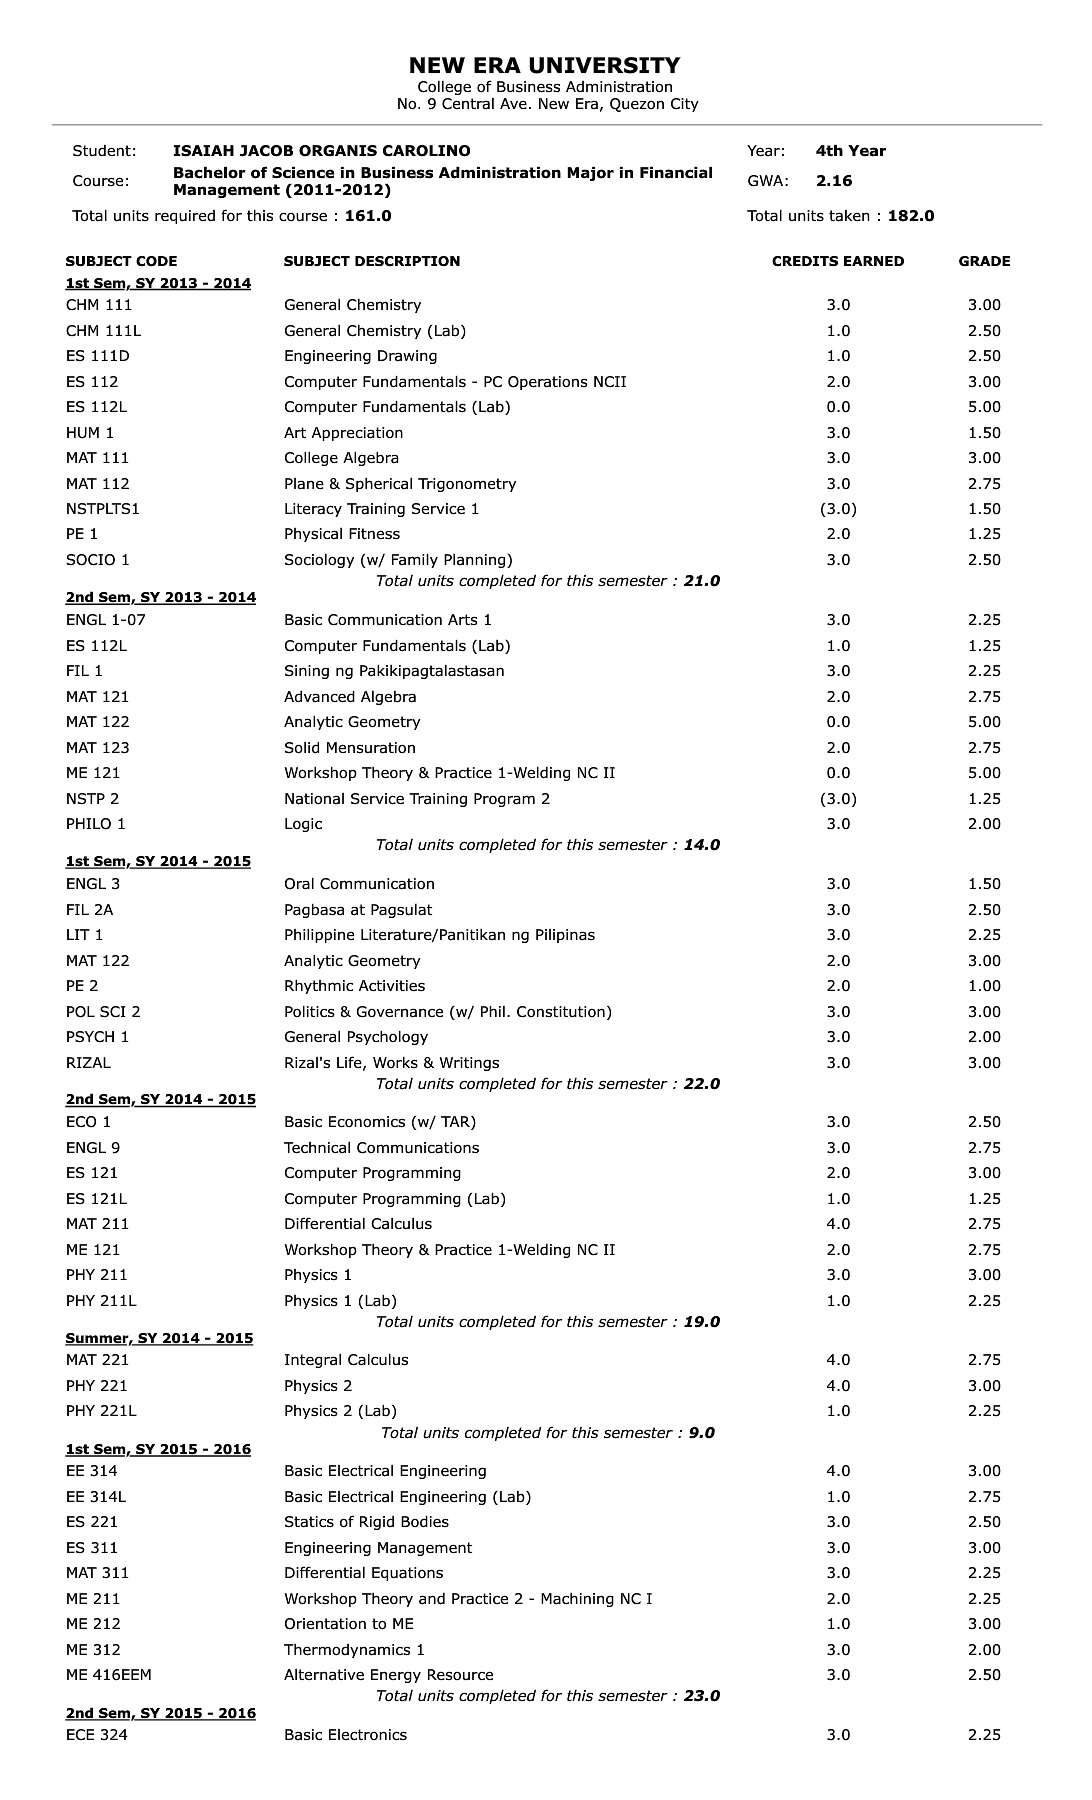 NEW ERA UNIVERSITY
College of Business Administration
No. 9 Central Ave. New Era, Quezon City
Student: ISAIAH JACOB ORGANIS CAROLINO Year: 4th Year
Course: Bachelor of Science in Business Administration Major in Financial Management (2011-2012) GWA: 2.16
Total units required for this course : 161.0 Total units taken : 182.0
SUBJECT CODE SUBJECT DESCRIPTION CREDITS EARNED GRADE
1st Sem, SY 2013 - 2014
CHM 111 General Chemistry 3.0 3.00
CHM 111L General Chemistry (Lab) 1.0 2.50
ES 111D Engineering Drawing 1.0 2.50
ES 112 Computer Fundamentals - PC Operations NCII 2.0 3.00
ES 112L Computer Fundamentals (Lab) 0.0 5.00
HUM 1 Art Appreciation 3.0 1.50
MAT 111 College Algebra 3.0 3.00
MAT 112 Plane & Spherical Trigonometry 3.0 2.75
NSTPLTS1 Literacy Training Service 1 (3.0) 1.50
PE 1 Physical Fitness 2.0 1.25
SOCIO 1 Sociology (w/ Family Planning) 3.0 2.50
Total units completed for this semester : 21.0
2nd Sem, SY 2013 - 2014
ENGL 1-07 Basic Communication Arts 1 3.0 2.25
ES 112L Computer Fundamentals (Lab) 1.0 1.25
FIL 1 Sining ng Pakikipagtalastasan 3.0 2.25
MAT 121 Advanced Algebra 2.0 2.75
MAT 122 Analytic Geometry 0.0 5.00
MAT 123 Solid Mensuration 2.0 2.75
ME 121 Workshop Theory & Practice 1-Welding NC II 0.0 5.00
NSTP 2 National Service Training Program 2 (3.0) 1.25
PHILO 1 Logic 3.0 2.00
Total units completed for this semester : 14.0
1st Sem, SY 2014 - 2015
ENGL 3 Oral Communication 3.0 1.50
FIL 2A Pagbasa at Pagsulat 3.0 2.50
LIT 1 Philippine Literature/Panitikan ng Pilipinas 3.0 2.25
MAT 122 Analytic Geometry 2.0 3.00
PE 2 Rhythmic Activities 2.0 1.00
POL SCI 2 Politics & Governance (w/ Phil. Constitution) 3.0 3.00
PSYCH 1 General Psychology 3.0 2.00
RIZAL Rizal's Life, Works & Writings 3.0 3.00
Total units completed for this semester : 22.0
2nd Sem, SY 2014 - 2015
ECO 1 Basic Economics (w/ TAR) 3.0 2.50
ENGL 9 Technical Communications 3.0 2.75
ES 121 Computer Programming 2.0 3.00
ES 121L Computer Programming (Lab) 1.0 1.25
MAT 211 Differential Calculus 4.0 2.75
ME 121 Workshop Theory & Practice 1-Welding NC II 2.0 2.75
PHY 211 Physics 1 3.0 3.00
PHY 211L Physics 1 (Lab) 1.0 2.25
Total units completed for this semester : 19.0
Summer, SY 2014 - 2015
MAT 221 Integral Calculus 4.0 2.75
PHY 221 Physics 2 4.0 3.00
PHY 221L Physics 2 (Lab) 1.0 2.25
Total units completed for this semester : 9.0
1st Sem, SY 2015 - 2016
EE 314 Basic Electrical Engineering 4.0 3.00
EE 314L Basic Electrical Engineering (Lab) 1.0 2.75
ES 221 Statics of Rigid Bodies 3.0 2.50
ES 311 Engineering Management 3.0 3.00
MAT 311 Differential Equations 3.0 2.25
ME 211 Workshop Theory and Practice 2 - Machining NC I 2.0 2.25
ME 212 Orientation to ME 1.0 3.00
ME 312 Thermodynamics 1 3.0 2.00
ME 416EEM Alternative Energy Resource 3.0 2.50
Total units completed for this semester : 23.0
2nd Sem, SY 2015 - 2016
ECE 324 Basic Electronics 3.0 2.25